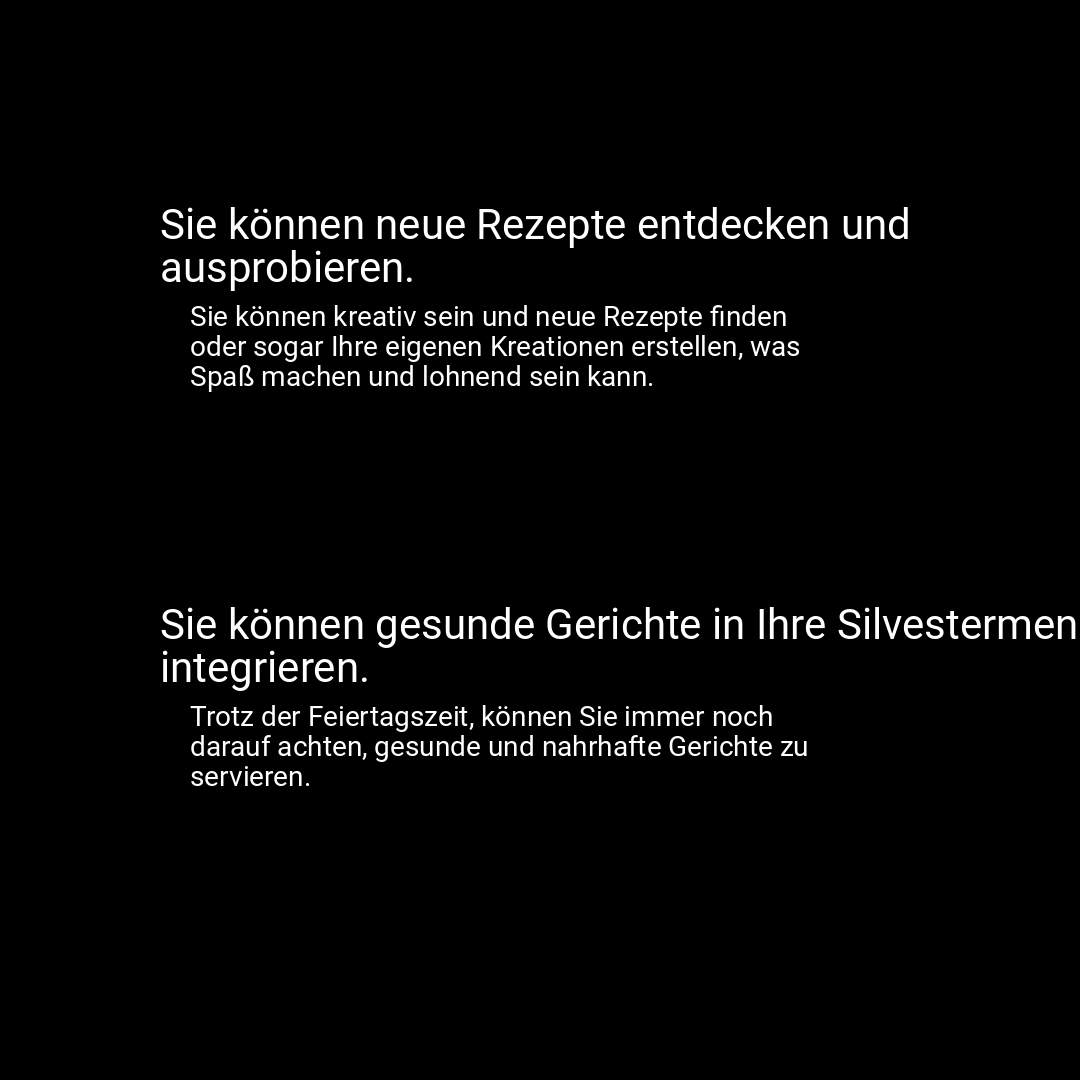 Sie können neue Rezepte entdecken und
ausprobieren.
Sie können kreativ sein und neue Rezepte finden
oder sogar Ihre eigenen Kreationen erstellen, was
Spaß machen und lohnend sein kann.
Sie können gesunde Gerichte in Ihre Silvestermen
integrieren.
Trotz der Feiertagszeit, können Sie immer noch
darauf achten, gesunde und nahrhafte Gerichte zu
servieren.